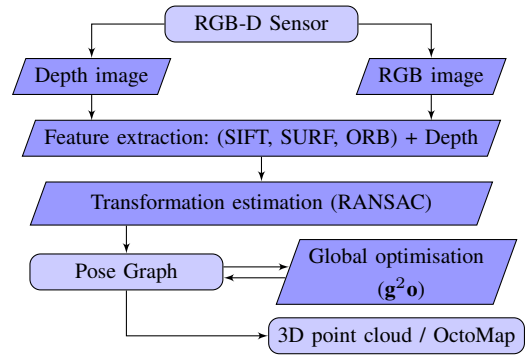 RGB-D Sensor
Depth image
RGB image
Feature extraction: (SIFT, SURF, ORB) + Depth
Transformation estimation (RANSAC)
Pose Graph
Global optimisation
(g²o)
3D point cloud / OctoMap